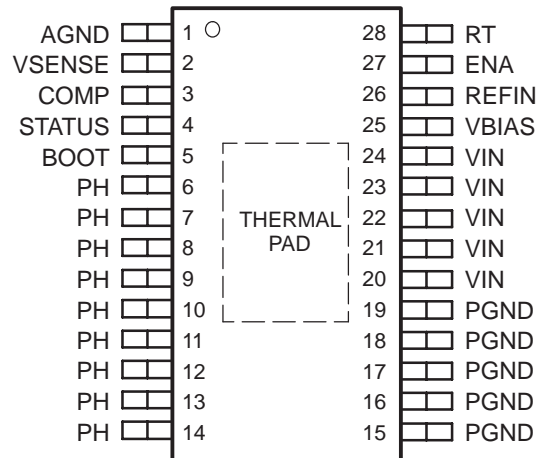 AGND 1 28 RT
VSENSE 2 27 ENA
COMP 3 26 REFIN
STATUS 4 25 VBIAS
BOOT 5 24 VIN
PH 6 23 VIN
PH 7 22 VIN
PH 8 21 VIN
PH 9 20 VIN
PH 10 19 PGND
PH 11 18 PGND
PH 12 17 PGND
PH 13 16 PGND
PH 14 15 PGND
THERMAL
PAD